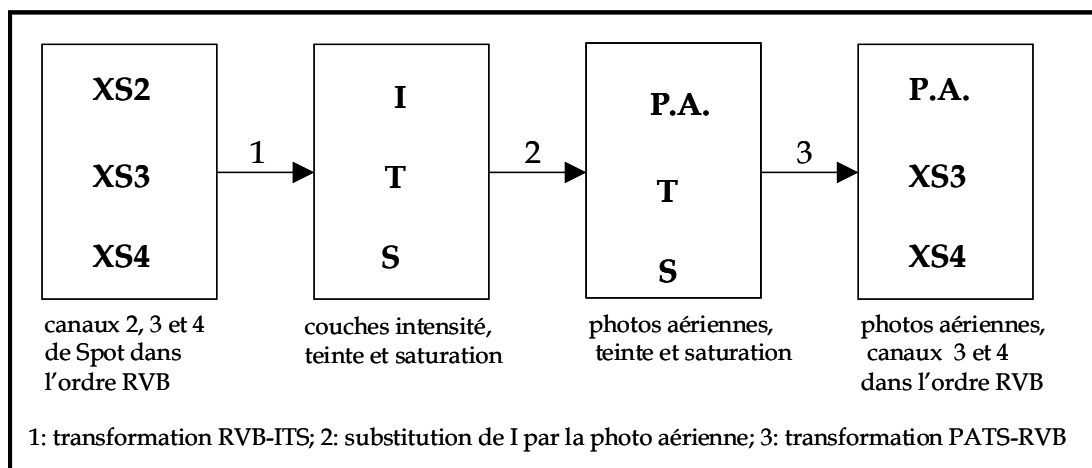 XS2
XS3
XS4
1
I
T
S
2
P.A.
T
S
3
P.A.
XS3
XS4
canaux 2, 3 et 4
de Spot dans
l'ordre RVB
couches intensité,
teinte et saturation
photos aériennes,
teinte et saturation
photos aériennes,
canaux 3 et 4
dans l'ordre RVB
1: transformation RVB-ITS; 2: substitution de I par la photo aérienne; 3: transformation PATS-RVB